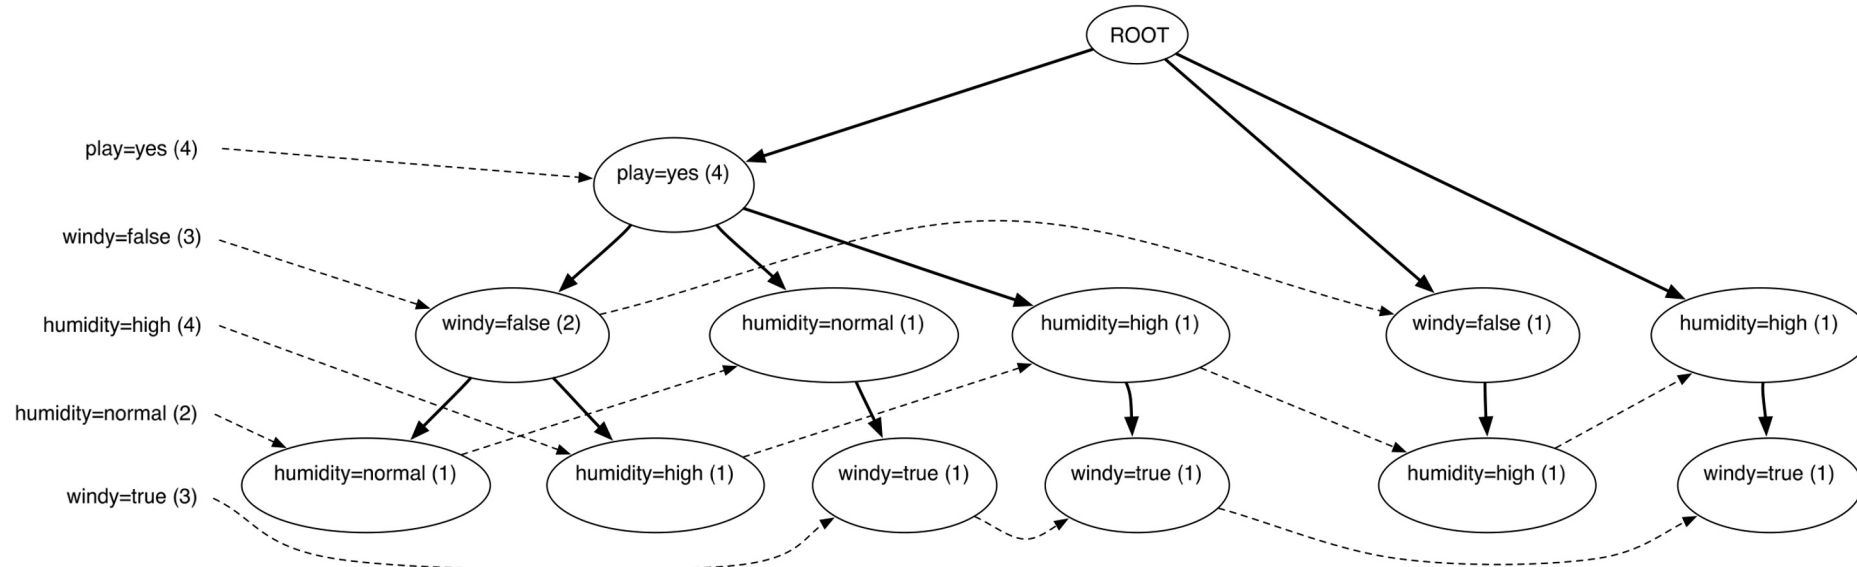 ROOT
play=yes (4)
play=yes (4)
windy=false (3)
humidity=high (4)
windy=false (2)
humidity=normal (1)
humidity=high (1)
windy=false (1)
humidity=high (1)
humidity=normal (2)
windy=true (3)
humidity=normal (1)
humidity=high (1)
windy=true (1)
windy=true (1)
humidity=high (1)
windy=true (1)